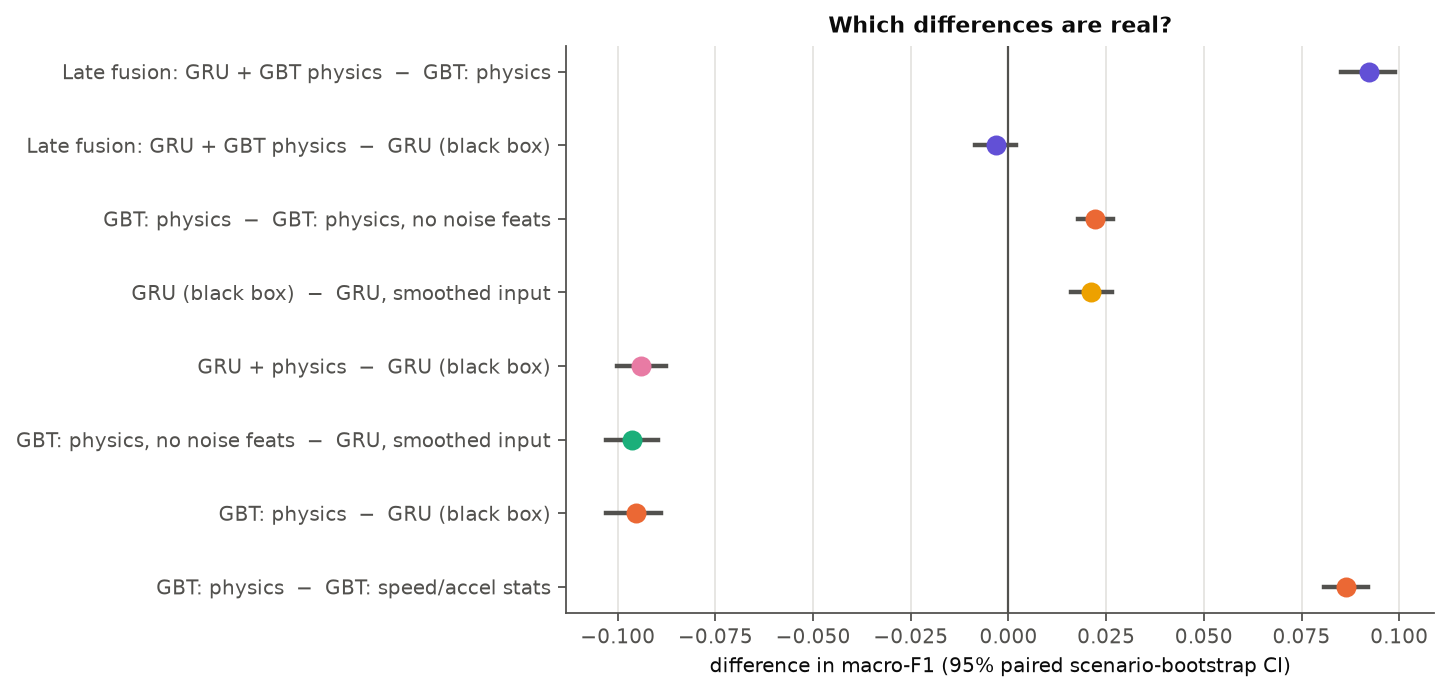 Which differences are real?
Late fusion: GRU + GBT physics − GBT: physics
Late fusion: GRU + GBT physics − GRU (black box)
GBT: physics − GBT: physics, no noise feats
GRU (black box) − GRU, smoothed input
GRU + physics − GRU (black box)
GBT: physics, no noise feats − GRU, smoothed input
GBT: physics − GRU (black box)
GBT: physics − GBT: speed/accel stats
−0.100 −0.075 −0.050 −0.025 0.000 0.025 0.050 0.075 0.100
difference in macro-F1 (95% paired scenario-bootstrap CI)